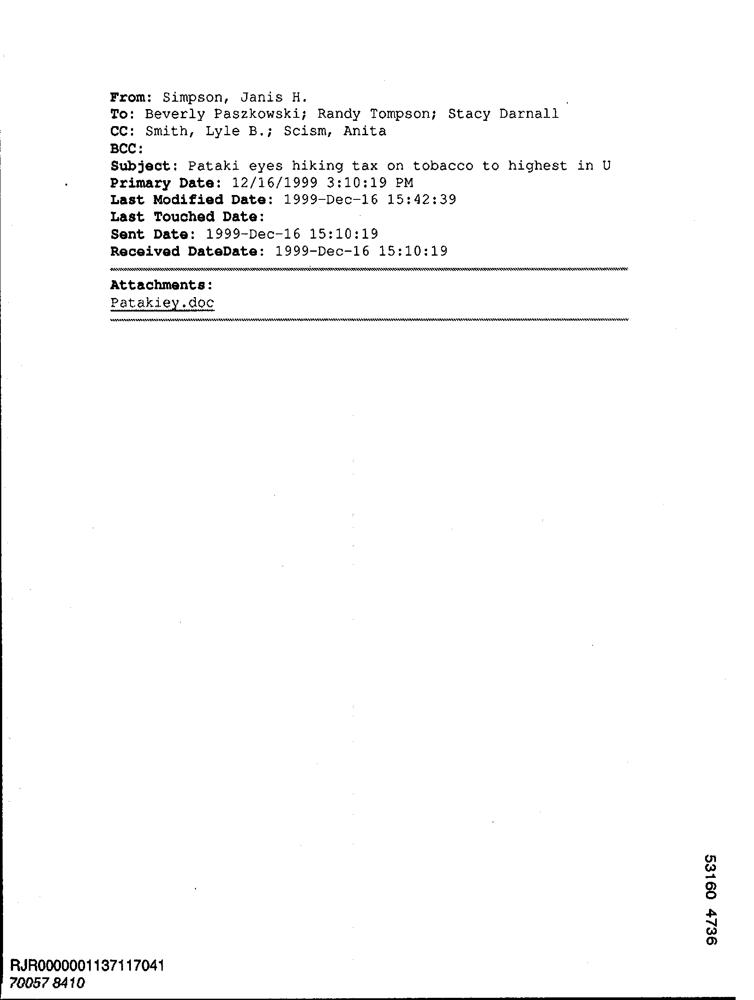 From: Simpson, Janis H.
To: Beverly Paszkowski; Randy Tompson; Stacy Darnall
CC: Smith, Lyle B.; Scism, Anita
BCC:
Subject: Pataki eyes hiking tax on tobacco to highest in U
Primary Date: 12/16/1999 3:10:19 PM
Last Modified Date: 1999-Dec-16 15:42:39
Last Touched Date:
Sent Date: 1999-Dec-16 15:10:19
Received DateDate: 1999-Dec-16 15:10:19
Attachments:
Patakiey.doc
53160 4736
RJR0000001137117041
70057 8410